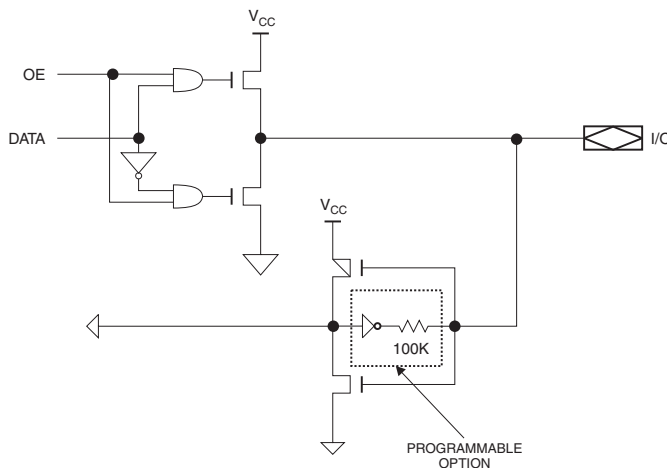 VCC
OE
DATA
I/O
VCC
100K
PROGRAMMABLE
OPTION